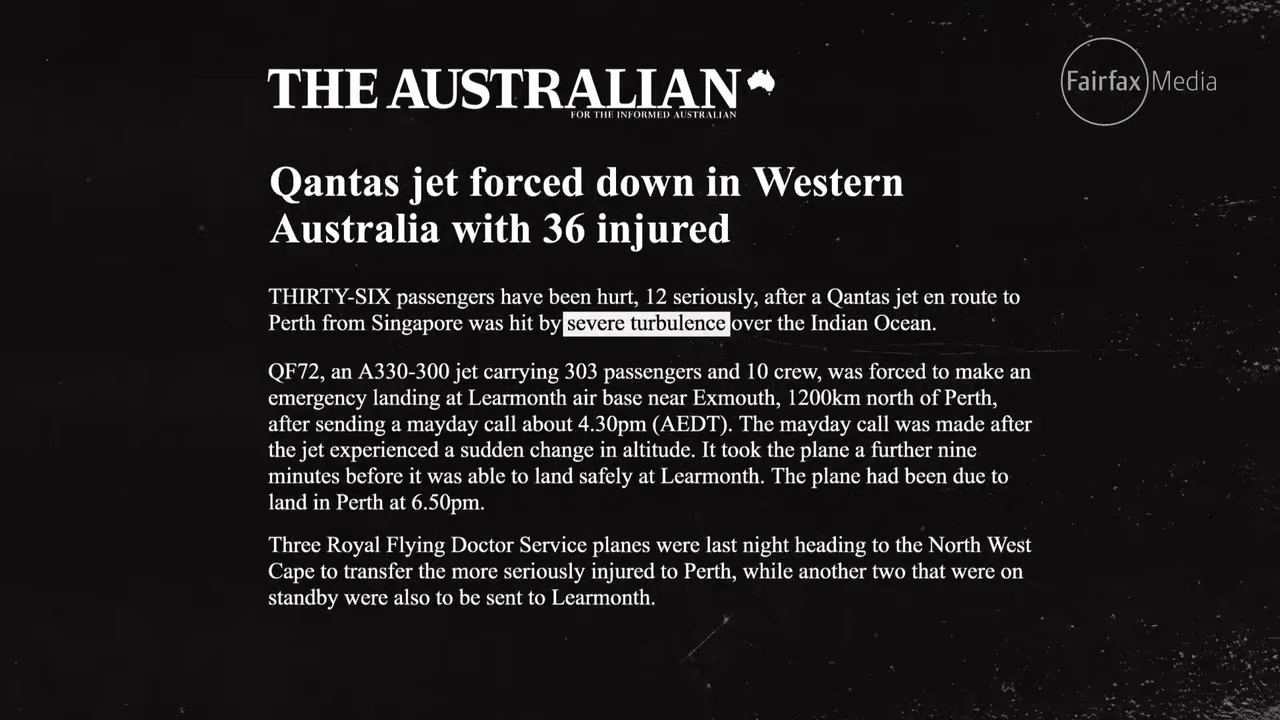 THE AUSTRALIAN
FOR THE INFORMED AUSTRALIAN
Fairfax Media
Qantas jet forced down in Western
Australia with 36 injured
THIRTY-SIX passengers have been hurt, 12 seriously, after a Qantas jet en route to
Perth from Singapore was hit by severe turbulence over the Indian Ocean.
QF72, an A330-300 jet carrying 303 passengers and 10 crew, was forced to make an
emergency landing at Learmonth air base near Exmouth, 1200km north of Perth,
after sending a mayday call about 4.30pm (AEDT). The mayday call was made after
the jet experienced a sudden change in altitude. It took the plane a further nine
minutes before it was able to land safely at Learmonth. The plane had been due to
land in Perth at 6.50pm.
Three Royal Flying Doctor Service planes were last night heading to the North West
Cape to transfer the more seriously injured to Perth, while another two that were on
standby were also to be sent to Learmonth.